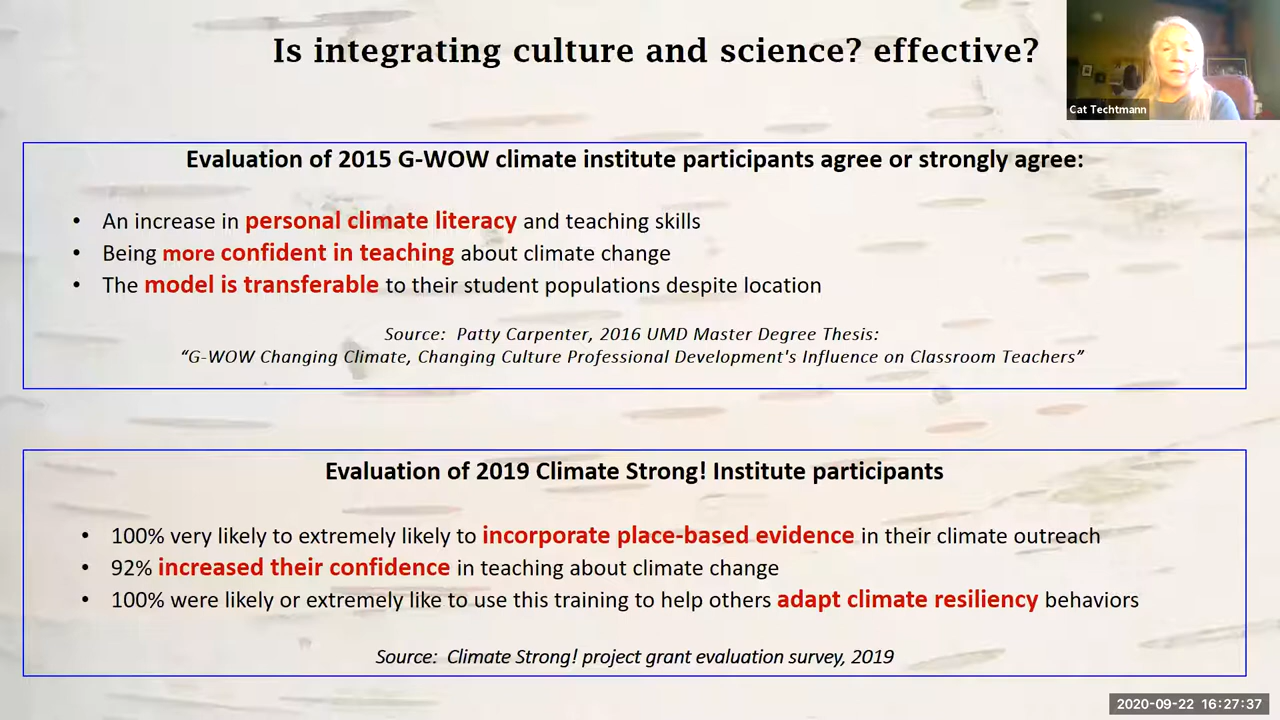 Is integrating culture and science? effective?
Cat Techtmann
Evaluation of 2015 G-WOW climate institute participants agree or strongly agree:
• An increase in personal climate literacy and teaching skills
• Being more confident in teaching about climate change
• The model is transferable to their student populations despite location
Source: Patty Carpenter, 2016 UMD Master Degree Thesis:
“G-WOW Changing Climate, Changing Culture Professional Development's Influence on Classroom Teachers”
Evaluation of 2019 Climate Strong! Institute participants
• 100% very likely to extremely likely to incorporate place-based evidence in their climate outreach
• 92% increased their confidence in teaching about climate change
• 100% were likely or extremely like to use this training to help others adapt climate resiliency behaviors
Source: Climate Strong! project grant evaluation survey, 2019
2020-09-22 16:27:37